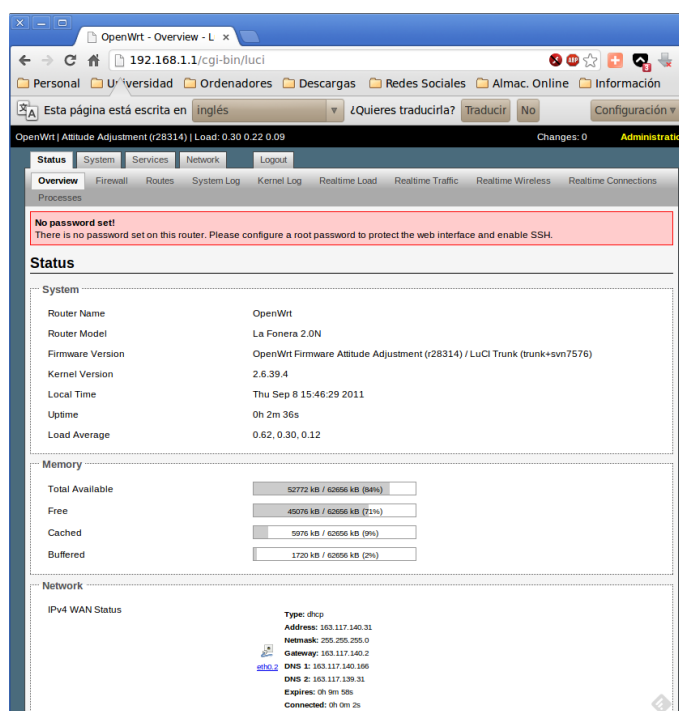 OpenWrt - Overview - L ×
192.168.1.1/cgi-bin/luci
Personal Universidad Ordenadores Descargas Redes Sociales Almac. Online Información
Esta página está escrita en inglés ¿Quieres traducirla? Traducir No Configuración
OpenWrt | Attitude Adjustment (r28314) | Load: 0.30 0.22 0.09 Changes: 0 Administratio
Status System Services Network Logout
Overview Firewall Routes System Log Kernel Log Realtime Load Realtime Traffic Realtime Wireless Realtime Connections
Processes
No password set!
There is no password set on this router. Please configure a root password to protect the web interface and enable SSH.
Status
System
Router Name OpenWrt
Router Model La Fonera 2.0N
Firmware Version OpenWrt Firmware Attitude Adjustment (r28314) / LuCI Trunk (trunk+svn7576)
Kernel Version 2.6.39.4
Local Time Thu Sep 8 15:46:29 2011
Uptime 0h 2m 36s
Load Average 0.62, 0.30, 0.12
Memory
Total Available 52772 kB / 62656 kB (84%)
Free 45076 kB / 62656 kB (71%)
Cached 5976 kB / 62656 kB (9%)
Buffered 1720 kB / 62656 kB (2%)
Network
IPv4 WAN Status
Type: dhcp
Address: 163.117.140.31
Netmask: 255.255.255.0
Gateway: 163.117.140.2
eth0.2 DNS 1: 163.117.140.166
DNS 2: 163.117.139.31
Expires: 0h 9m 58s
Connected: 0h 0m 2s